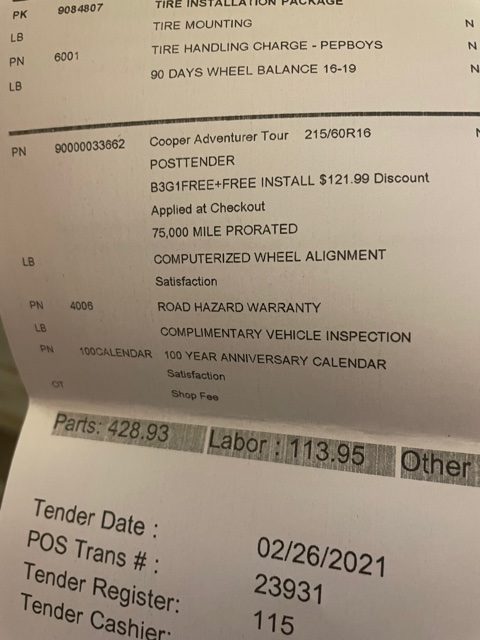 PK 9084807 TIRE INSTALLATION PACKAGE
LB TIRE MOUNTING N
PN 6001 TIRE HANDLING CHARGE - PEPBOYS N
LB 90 DAYS WHEEL BALANCE 16-19 N
PN 90000033662 Cooper Adventurer Tour 215/60R16 N
POSTTENDER
B3G1FREE+FREE INSTALL $121.99 Discount
Applied at Checkout
75,000 MILE PRORATED
LB COMPUTERIZED WHEEL ALIGNMENT
Satisfaction
PN 4006 ROAD HAZARD WARRANTY
LB COMPLIMENTARY VEHICLE INSPECTION
PN 100CALENDAR 100 YEAR ANNIVERSARY CALENDAR
Satisfaction
OT Shop Fee
Parts: 428.93 Labor : 113.95 Other
Tender Date : 02/26/2021
POS Trans # : 23931
Tender Register: 115
Tender Cashier: